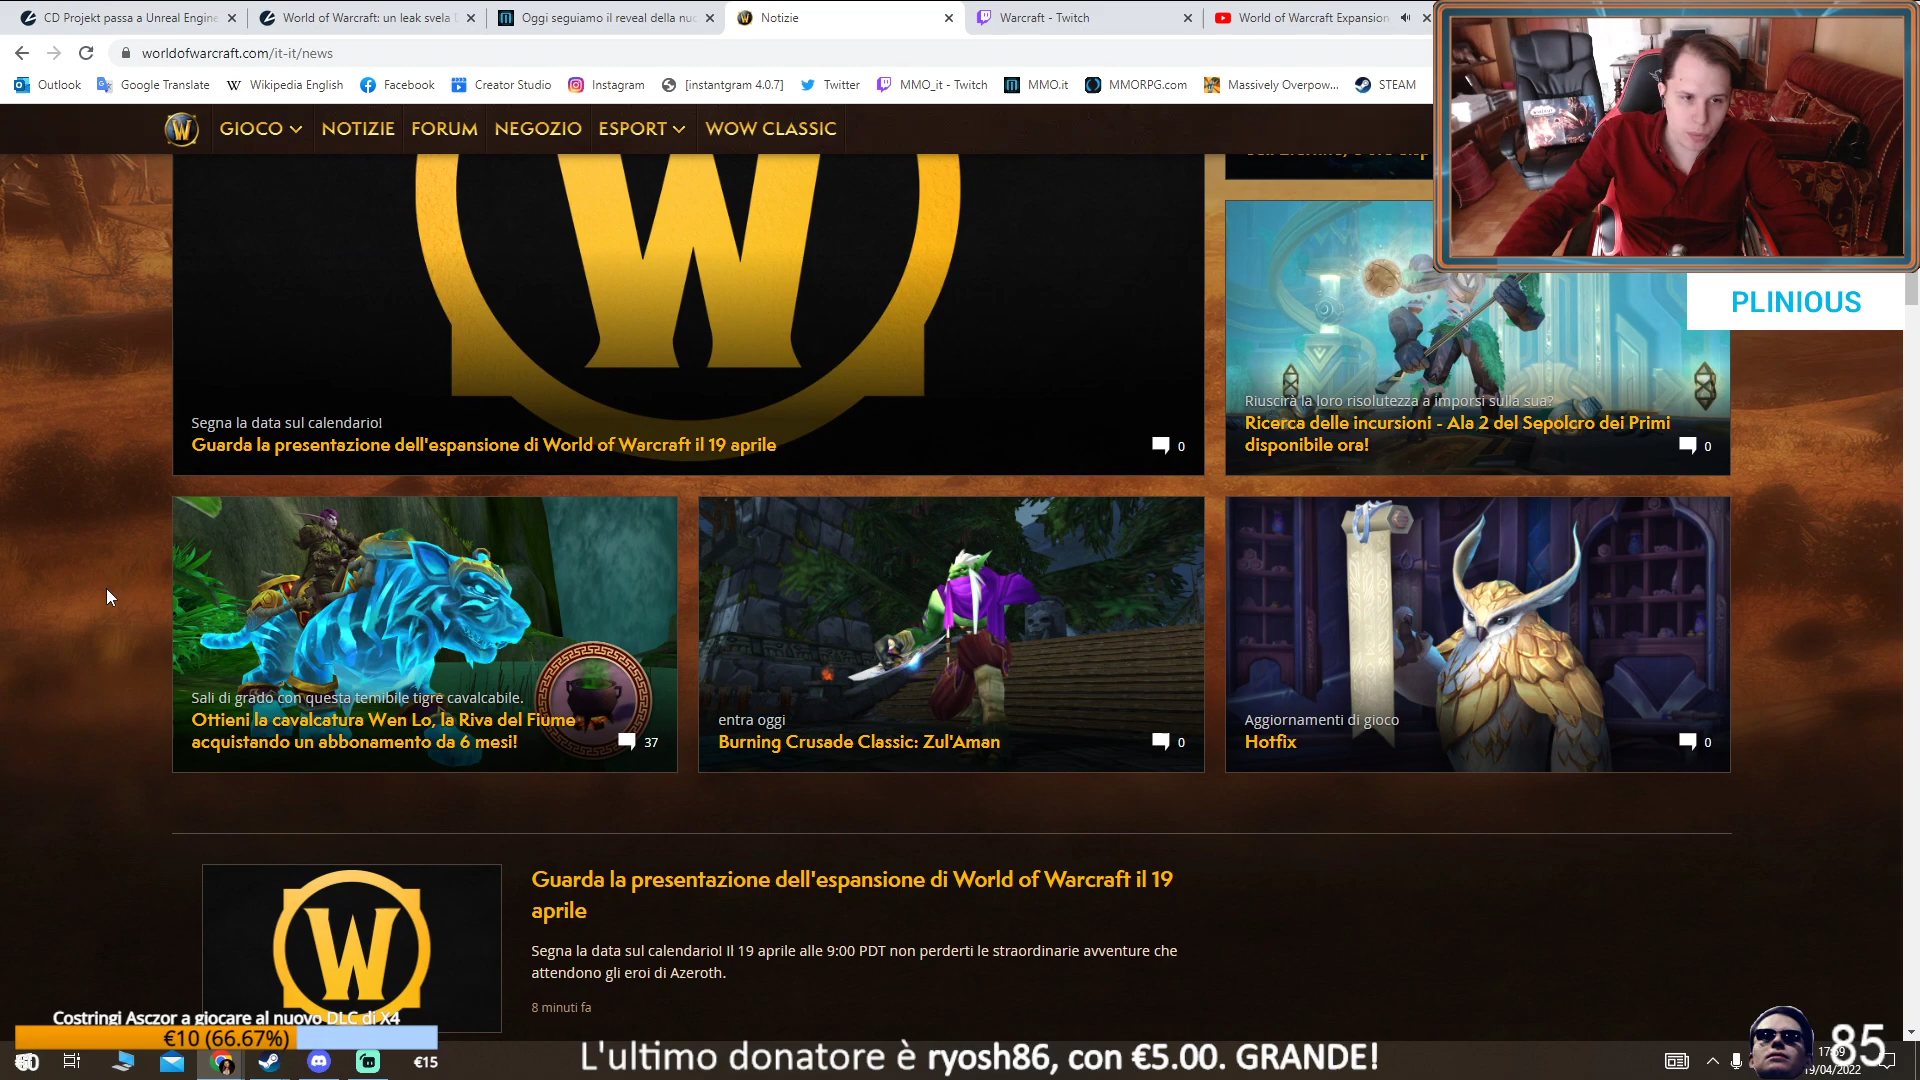 CD Projekt passa a Unreal Engine
World of Warcraft: un leak svela
Oggi seguiamo il reveal della nuo
Notizie
Warcraft - Twitch
World of Warcraft Expansion
worldofwarcraft.com/it-it/news
Outlook
Google Translate
Wikipedia English
Facebook
Creator Studio
Instagram
[instantgram 4.0.7]
Twitter
MMO_it - Twitch
MMO.it
MMORPG.com
Massively Overpow...
STEAM
GIOCO
NOTIZIE
FORUM
NEGOZIO
ESPORT
WOW CLASSIC
PLINIOUS
Segna la data sul calendario!
Guarda la presentazione dell'espansione di World of Warcraft il 19 aprile
0
Riuscirà la loro risolutezza a imporsi sulla sua?
Ricerca delle incursioni - Ala 2 del Sepolcro dei Primi
disponibile ora!
0
Sali di grado con questa temibile tigre cavalcabile.
Ottieni la cavalcatura Wen Lo, la Riva del Fiume
acquistando un abbonamento da 6 mesi!
37
entra oggi
Burning Crusade Classic: Zul'Aman
0
Aggiornamenti di gioco
Hotfix
0
Guarda la presentazione dell'espansione di World of Warcraft il 19
aprile
Segna la data sul calendario! Il 19 aprile alle 9:00 PDT non perderti le straordinarie avventure che
attendono gli eroi di Azeroth.
8 minuti fa
Costringi Asczor a giocare al nuovo DLC di X4
€10 (66.67%)
€0
€15
L'ultimo donatore è ryosh86, con €5.00. GRANDE!
85
17:59
19/04/2022